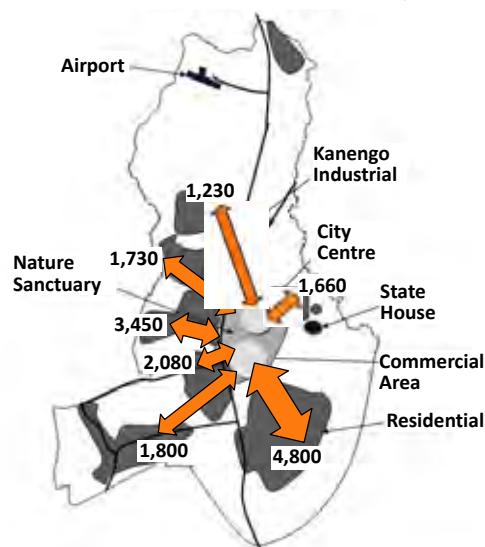 Airport
Kanengo
Industrial
1,230
City
Centre
1,730
Nature
Sanctuary
1,660
State
House
3,450
2,080
Commercial
Area
Residential
1,800
4,800